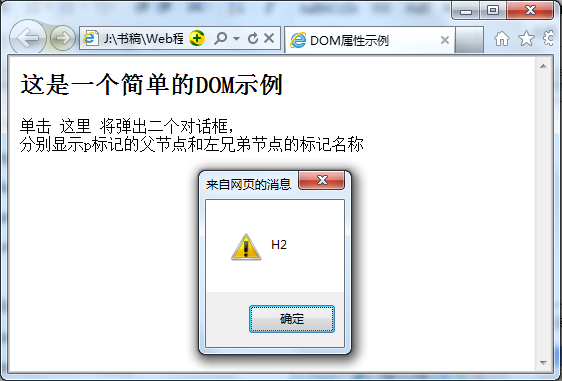 J:\书稿\Web程
DOM属性示例
这是一个简单的DOM示例
单击 这里 将弹出二个对话框，
分别显示p标记的父节点和左兄弟节点的标记名称
来自网页的消息
H2
确定